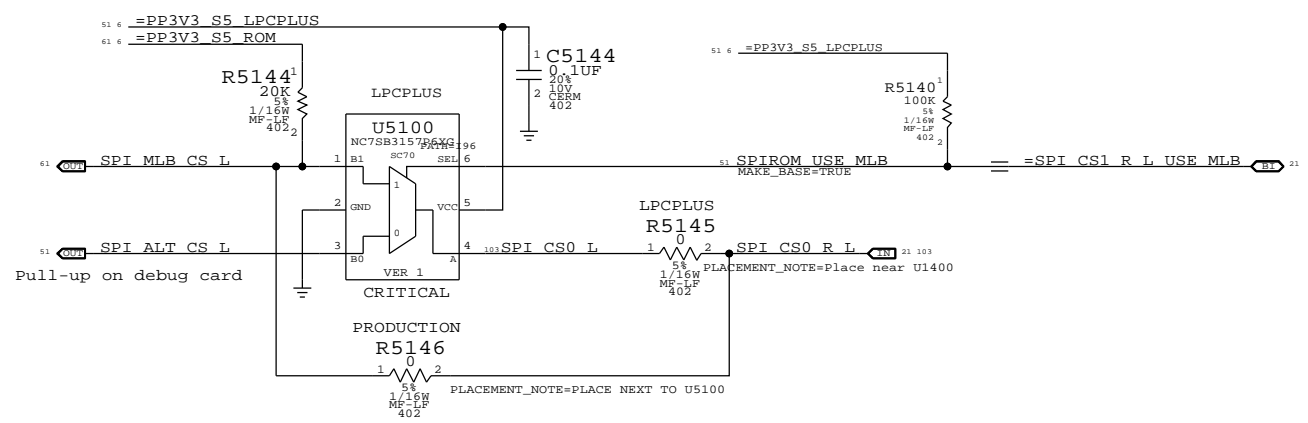 51 6 =PP3V3_S5_LPCPLUS
61 6 =PP3V3_S5_ROM
51 6 =PP3V3_S5_LPCPLUS
1
C5144
0.1UF
20%
10V
CERM
402
2
R5144
1
20K
5%
1/16W
MF-LF
402
2
LPCPLUS
R5140
1
100K
5%
1/16W
MF-LF
402
2
U5100
NC7SB3157P6XG
PATH=I96
SC70
61 OUT SPI_MLB_CS_L 1 B1 SEL 6 51 SPIROM_USE_MLB =SPI_CS1_R_L_USE_MLB BI 21
MAKE_BASE=TRUE
1
2 GND VCC 5
LPCPLUS
R5145
0
51 OUT SPI_ALT_CS_L 3 B0 0 A 4 103 SPI_CS0_L 1 2 SPI_CS0_R_L IN 21 103
5%
1/16W
MF-LF
402
PLACEMENT_NOTE=Place near U1400
Pull-up on debug card
VER 1
CRITICAL
PRODUCTION
R5146
0
1 2
5%
1/16W
MF-LF
402
PLACEMENT_NOTE=PLACE NEXT TO U5100